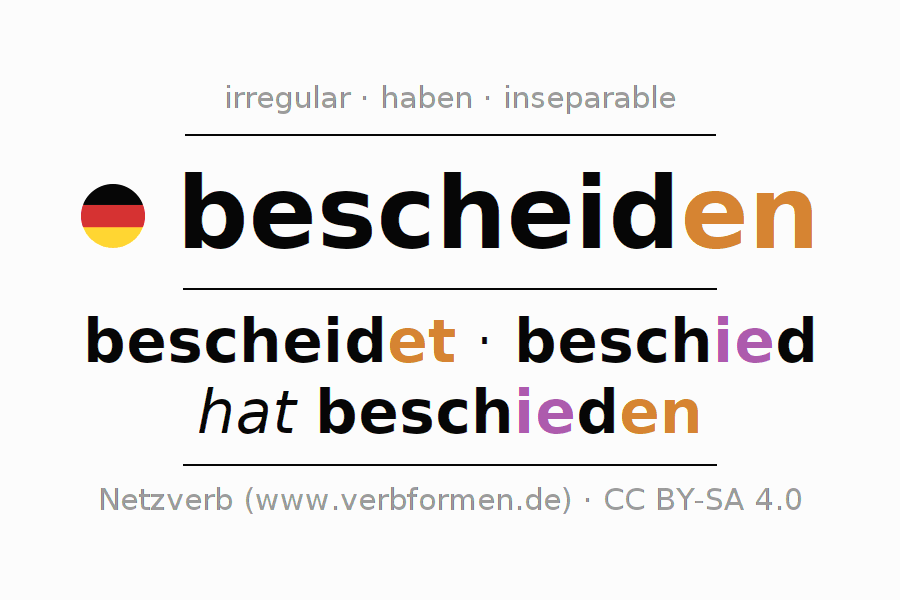 irregular · haben · inseparable
bescheiden
bescheidet · beschied
hat beschieden
Netzverb (www.verbformen.de) · CC BY-SA 4.0